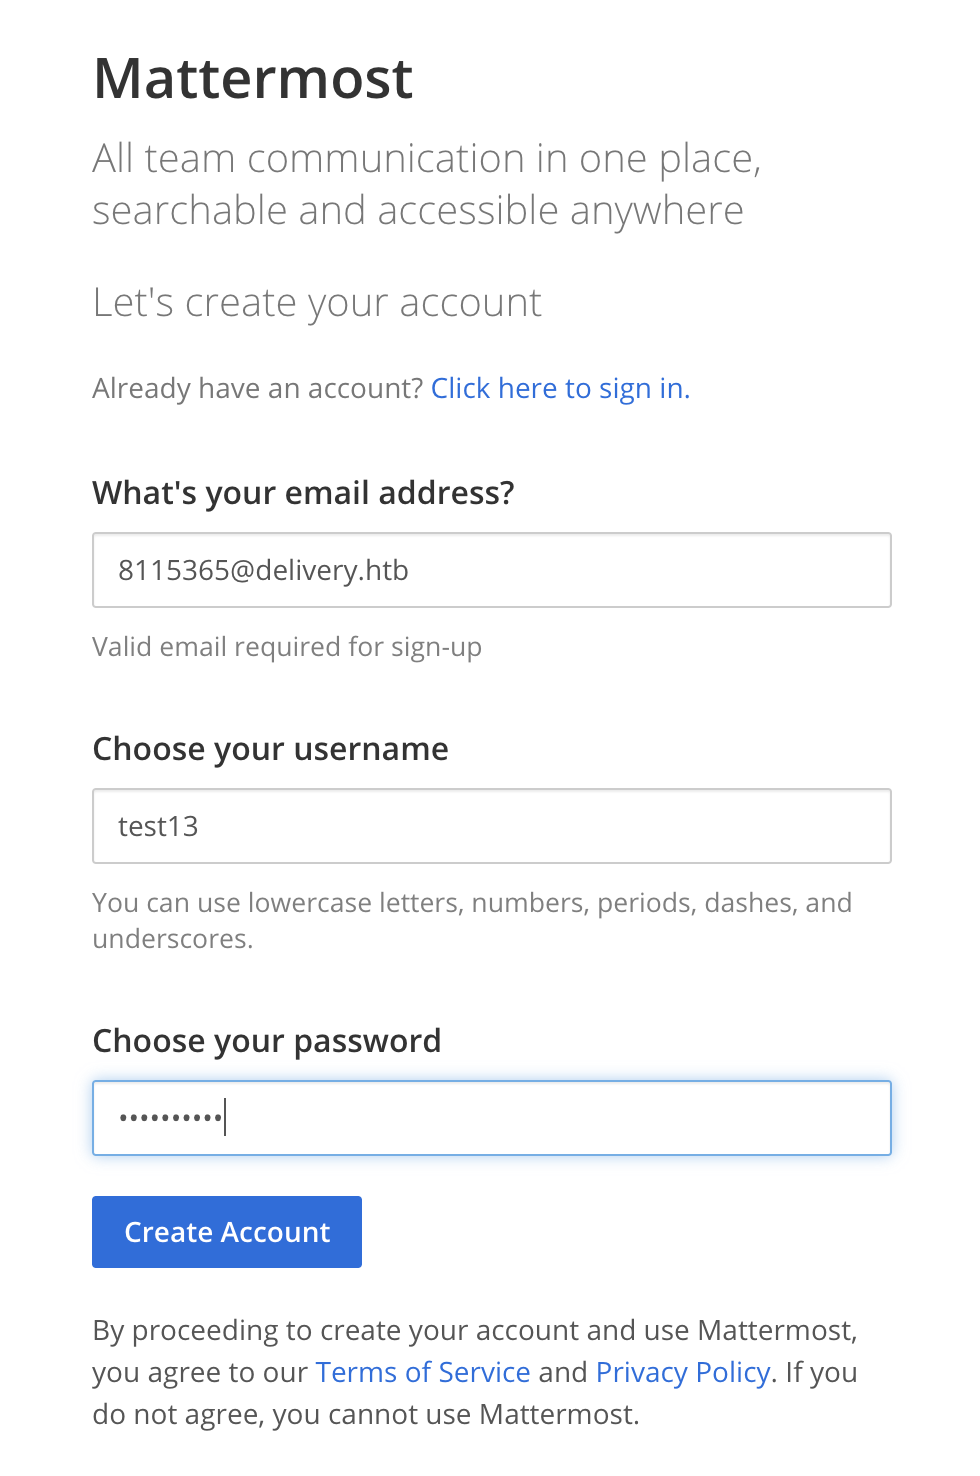 Mattermost
All team communication in one place,
searchable and accessible anywhere
Let's create your account
Already have an account? Click here to sign in.
What's your email address?
8115365@delivery.htb
Valid email required for sign-up
Choose your username
test13
You can use lowercase letters, numbers, periods, dashes, and
underscores.
Choose your password
••••••••••
Create Account
By proceeding to create your account and use Mattermost,
you agree to our Terms of Service and Privacy Policy. If you
do not agree, you cannot use Mattermost.